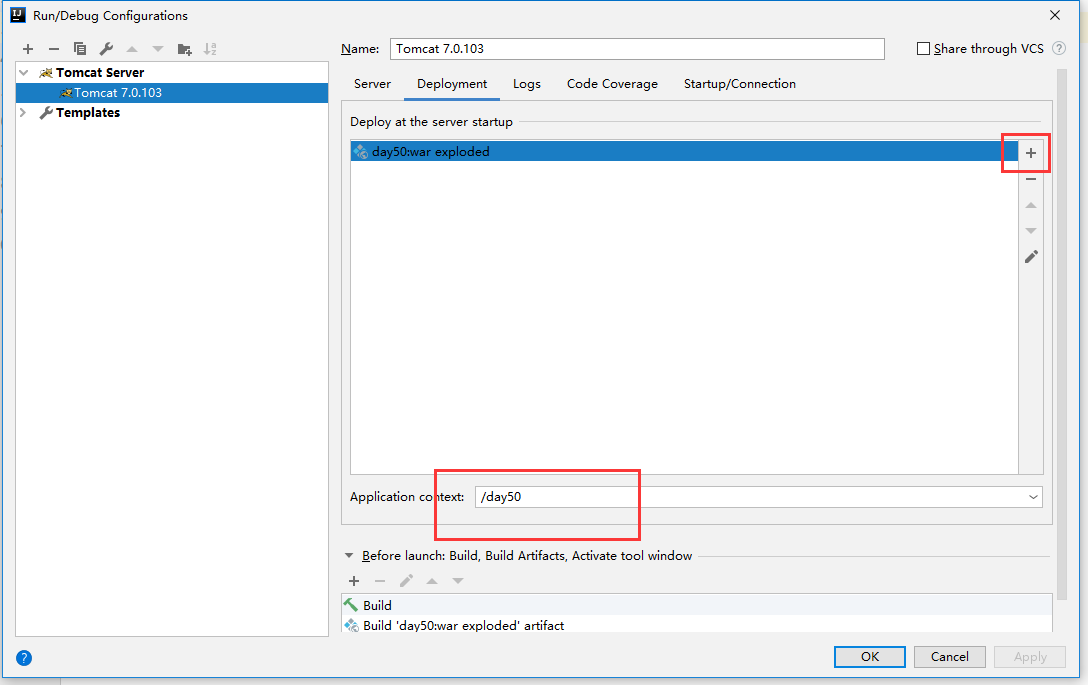 Run/Debug Configurations
Name: Tomcat 7.0.103
Share through VCS ?
Tomcat Server
Tomcat 7.0.103
Templates
Server Deployment Logs Code Coverage Startup/Connection
Deploy at the server startup
day50:war exploded
Application context: /day50
Before launch: Build, Build Artifacts, Activate tool window
Build
Build 'day50:war exploded' artifact
? OK Cancel Apply